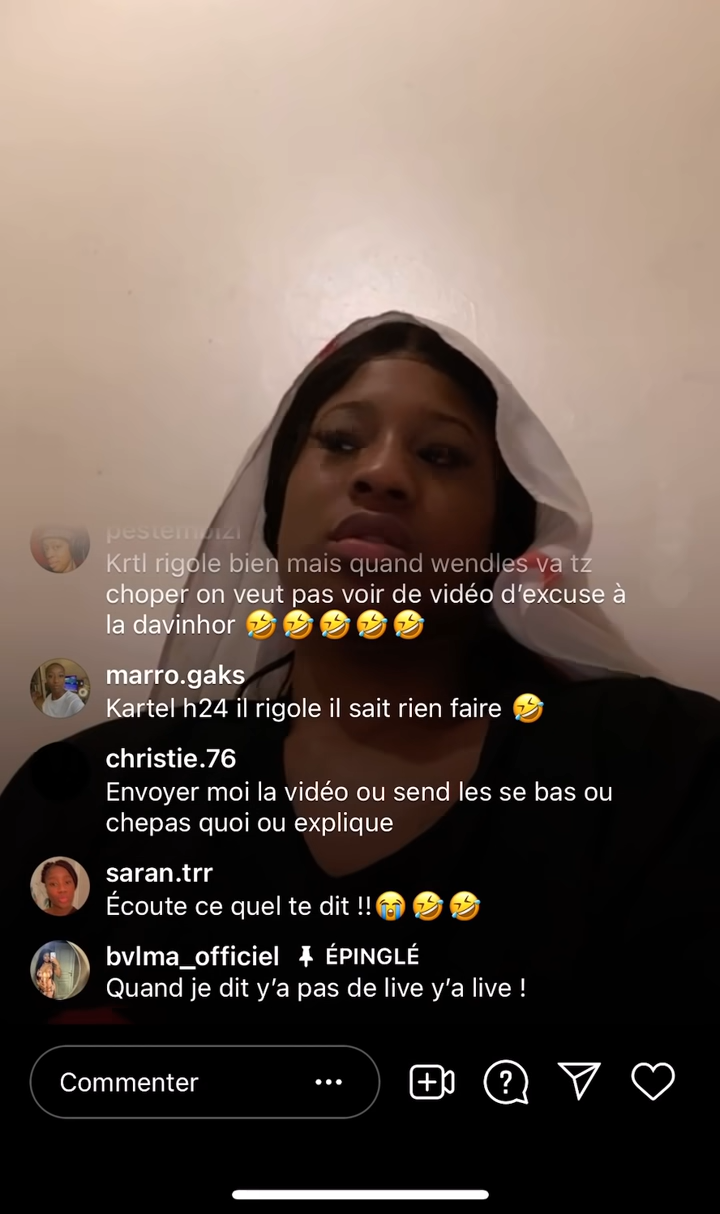 pestembizi
Krtl rigole bien mais quand wendles va tz
choper on veut pas voir de vidéo d’excuse à
la davinhor 🤣🤣🤣🤣🤣
marro.gaks
Kartel h24 il rigole il sait rien faire 🤣
christie.76
Envoyer moi la vidéo ou send les se bas ou
chepas quoi ou explique
saran.trr
Écoute ce quel te dit !!😭🤣🤣
bvlma_officiel 📌 ÉPINGLÉ
Quand je dit y’a pas de live y’a live !
Commenter